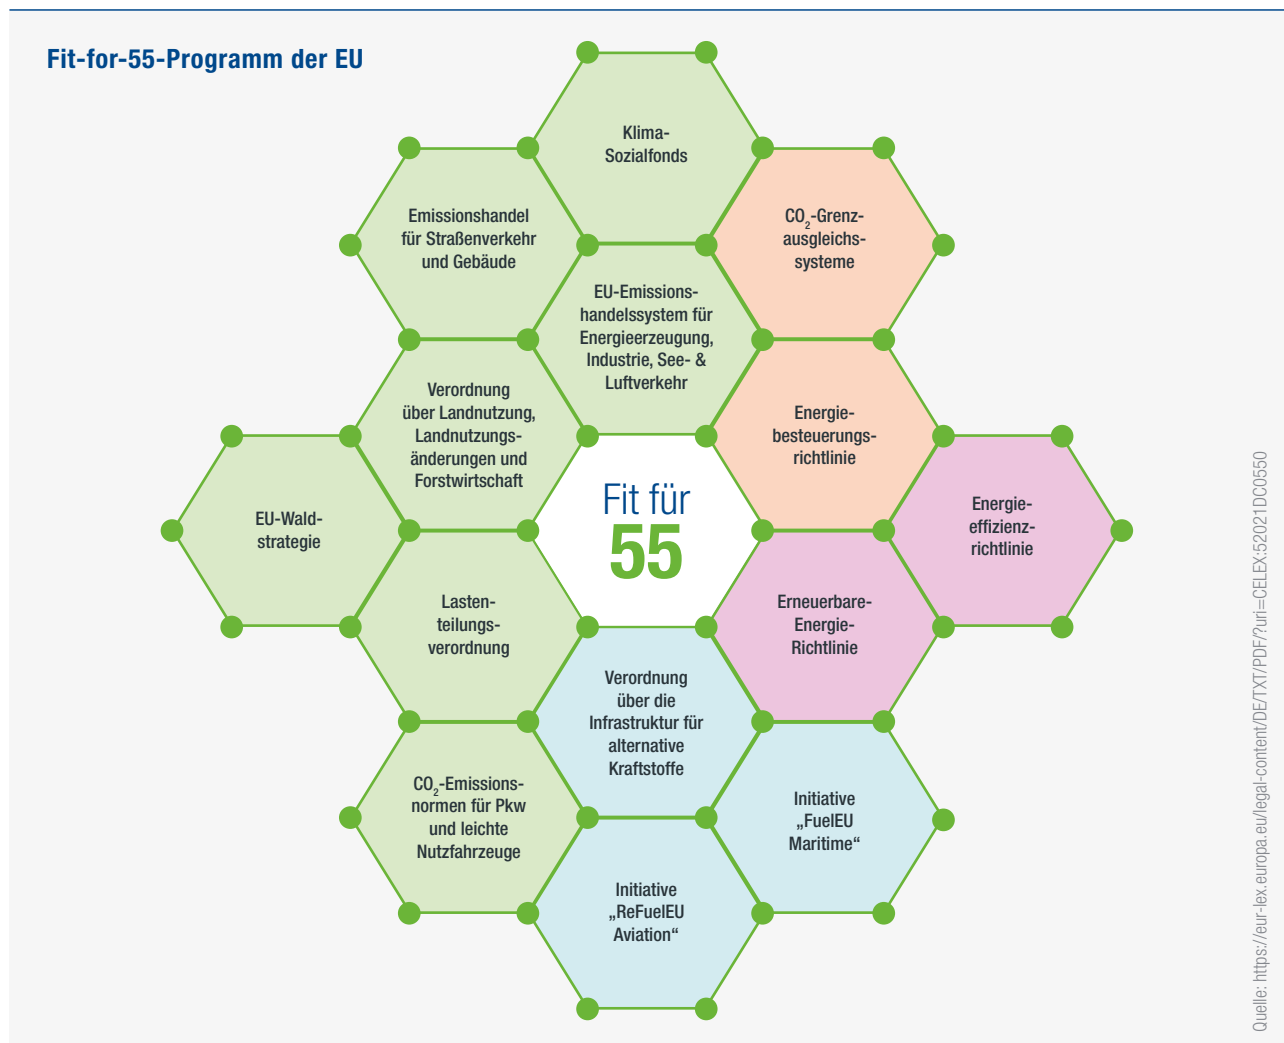 Fit-for-55-Programm der EU
Klima-
Sozialfonds
Emissionshandel
für Straßenverkehr
und Gebäude
CO₂-Grenz-
ausgleichs-
systeme
EU-Emissions-
handelssystem für
Energieerzeugung,
Industrie, See- &
Luftverkehr
Verordnung
über Landnutzung,
Landnutzungs-
änderungen und
Forstwirtschaft
Energie-
besteuerungs-
richtlinie
EU-Wald-
strategie
Fit für
55
Energie-
effizienz-
richtlinie
Lasten-
teilungs-
verordnung
Erneuerbare-
Energie-
Richtlinie
Verordnung
über die
Infrastruktur für
alternative
Kraftstoffe
CO₂-Emissions-
normen für Pkw
und leichte
Nutzfahrzeuge
Initiative
„FuelEU
Maritime“
Initiative
„ReFuelEU
Aviation“
Quelle: https://eur-lex.europa.eu/legal-content/DE/TXT/PDF/?uri=CELEX:52021DC0550